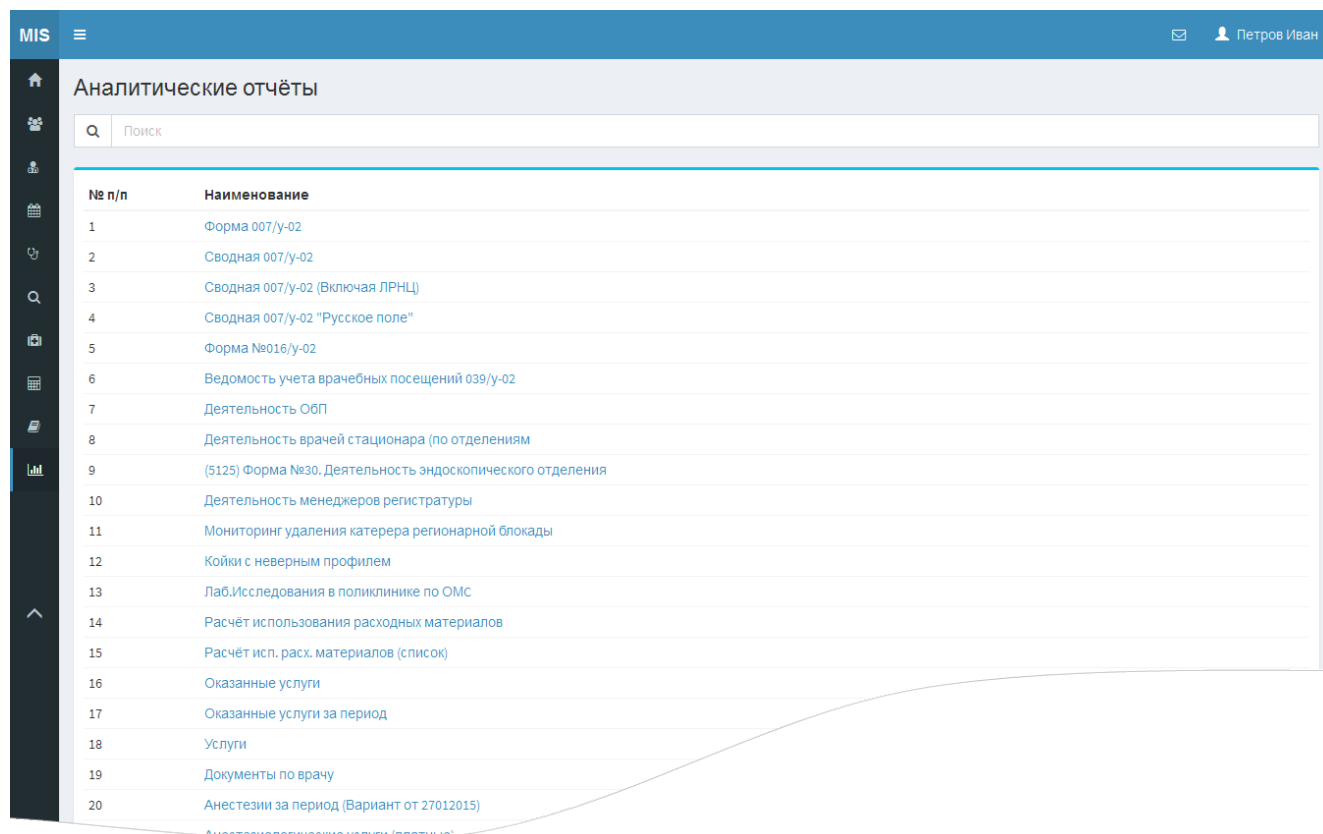 MIS Петров Иван
Аналитические отчёты
Поиск
№ п/п Наименование
1 Форма 007/у-02
2 Сводная 007/у-02
3 Сводная 007/у-02 (Включая ЛРНЦ)
4 Сводная 007/у-02 "Русское поле"
5 Форма №016/у-02
6 Ведомость учета врачебных посещений 039/у-02
7 Деятельность ОбП
8 Деятельность врачей стационара (по отделениям
9 (5125) Форма №30. Деятельность эндоскопического отделения
10 Деятельность менеджеров регистратуры
11 Мониторинг удаления катерера регионарной блокады
12 Койки с неверным профилем
13 Лаб.Исследования в поликлинике по ОМС
14 Расчёт использования расходных материалов
15 Расчёт исп. расх. материалов (список)
16 Оказанные услуги
17 Оказанные услуги за период
18 Услуги
19 Документы по врачу
20 Анестезии за период (Вариант от 27012015)
Анестезиологические услуги (платные)